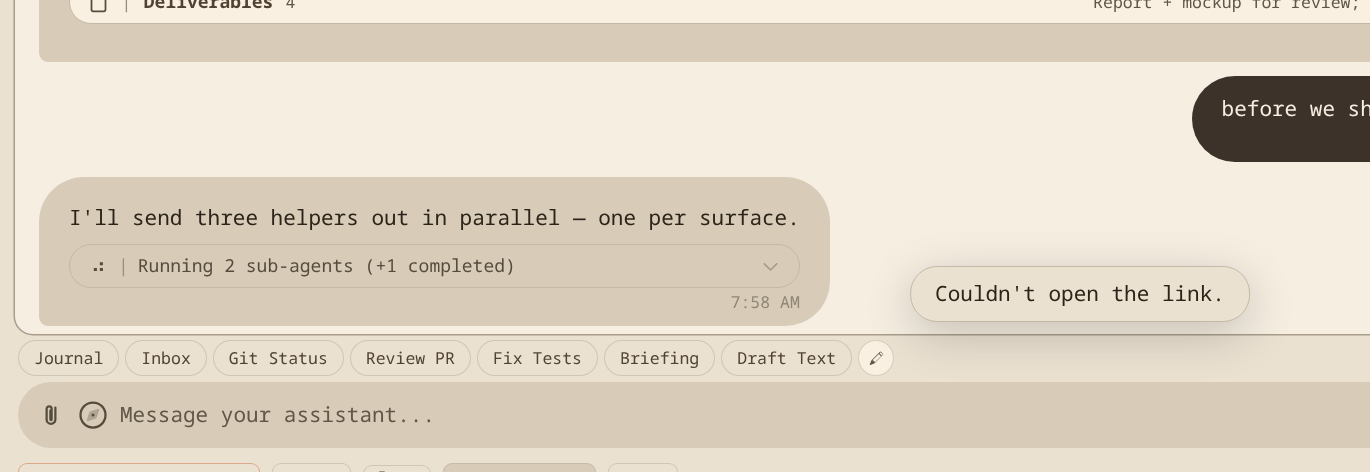 Deliverables 4
Report + mockup for review;
before we sh
I'll send three helpers out in parallel — one per surface.
Running 2 sub-agents (+1 completed)
7:58 AM
Couldn't open the link.
Journal
Inbox
Git Status
Review PR
Fix Tests
Briefing
Draft Text
Message your assistant...